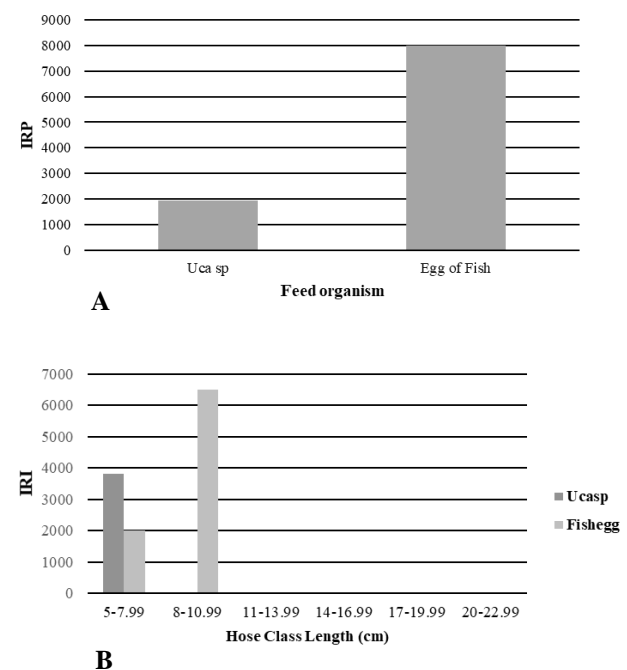 9000
8000
7000
6000
5000
4000
3000
2000
1000
0
IRP
Uca sp
Egg of Fish
Feed organism
A
7000
6000
5000
4000
3000
2000
1000
0
IRI
5-7.99
8-10.99
11-13.99
14-16.99
17-19.99
20-22.99
Hose Class Length (cm)
Ucasp
Fishegg
B